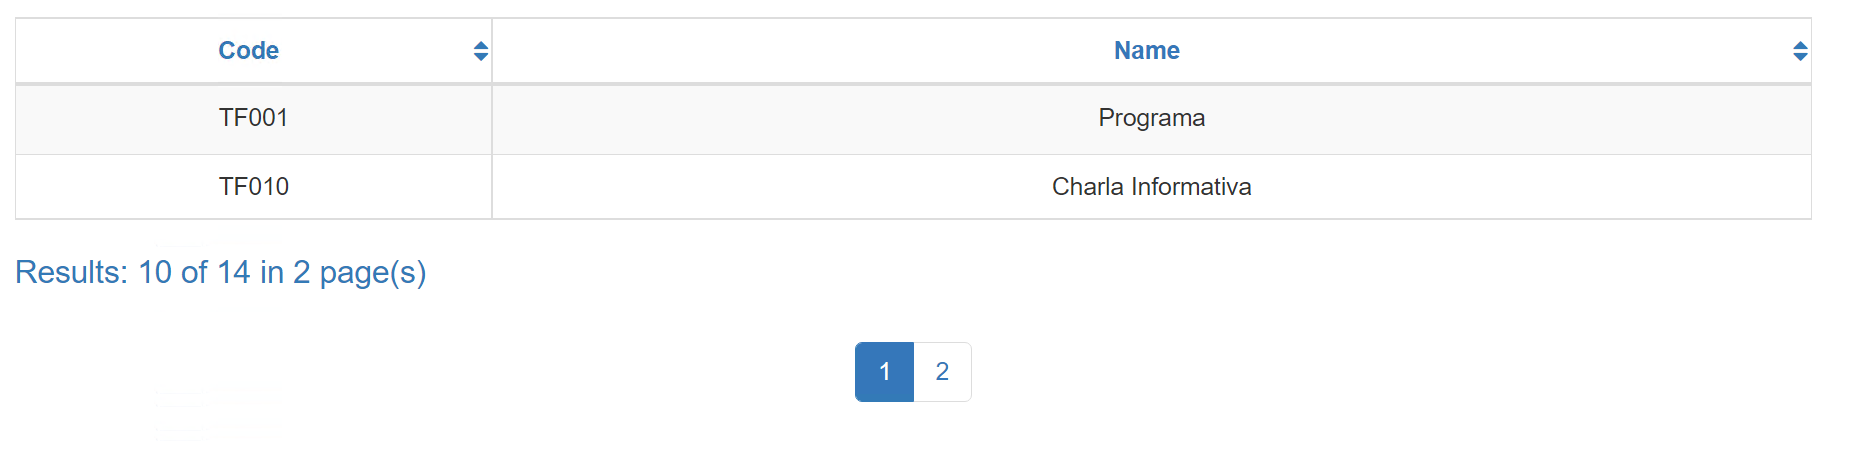 Code Name
TF001 Programa
TF010 Charla Informativa
Results: 10 of 14 in 2 page(s)
1 2